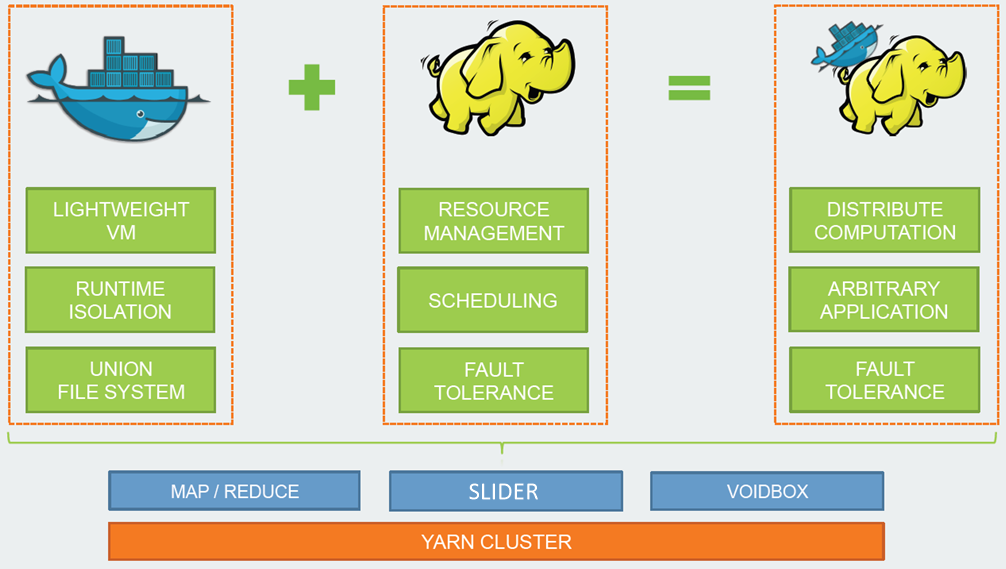 LIGHTWEIGHT
VM
RUNTIME
ISOLATION
UNION
FILE SYSTEM
RESOURCE
MANAGEMENT
SCHEDULING
FAULT
TOLERANCE
DISTRIBUTE
COMPUTATION
ARBITRARY
APPLICATION
FAULT
TOLERANCE
MAP / REDUCE
SLIDER
VOIDBOX
YARN CLUSTER